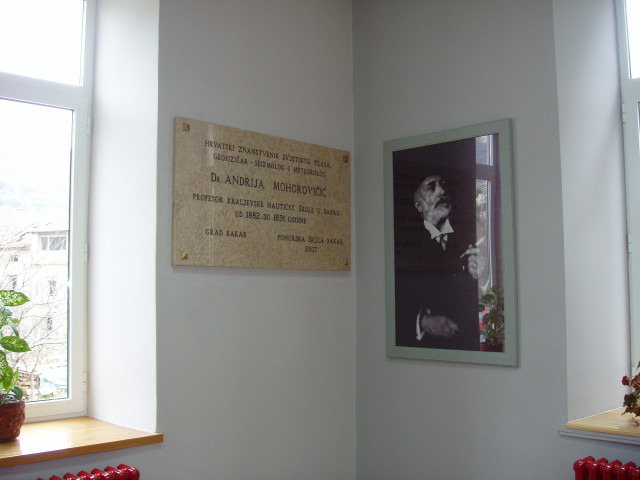 HRVATSKI ZNANSTVENIK SVJETSKOG GLASA,
GEOFIZIČAR - SEIZMOLOG I METEOROLOG
DR. ANDRIJA MOHOROVIČIĆ
PROFESOR KRALJEVSKE NAUTIČKE ŠKOLE U BAKRU
OD 1882. DO 1891. GODINE
GRAD BAKAR POMORSKA ŠKOLA BAKAR